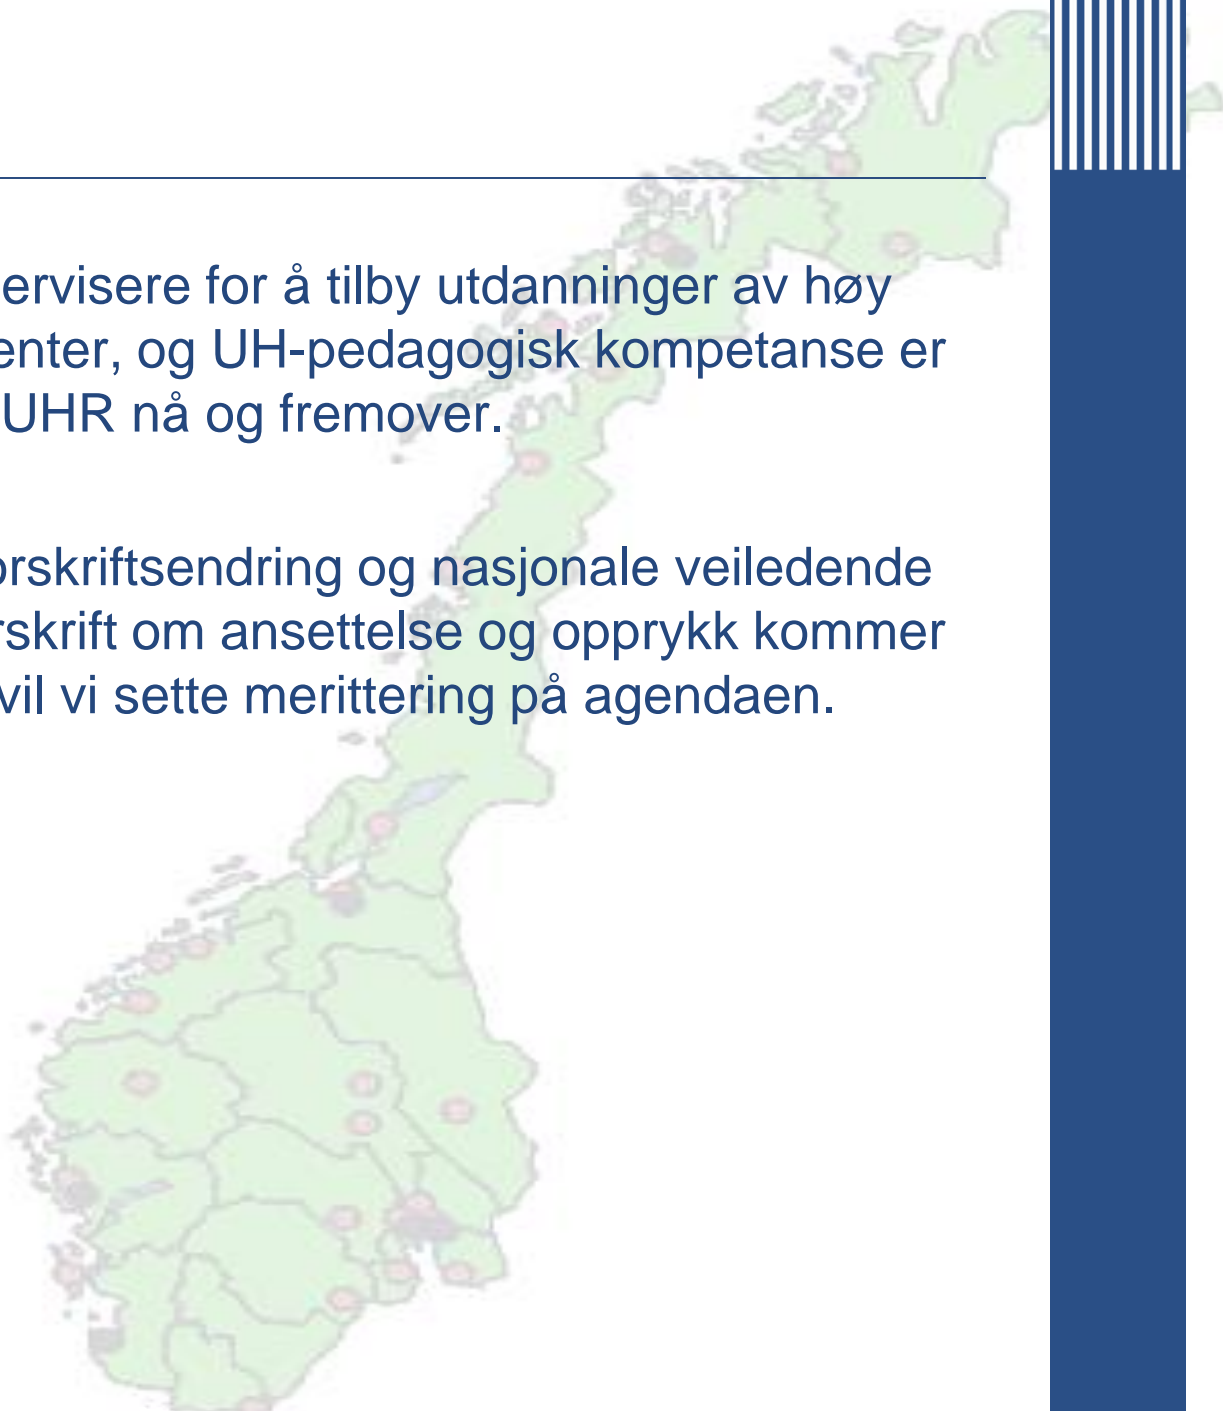 ervisere for å tilby utdanninger av høy
enter, og UH-pedagogisk kompetanse er
UHR nå og fremover.
orskriftsendring og nasjonale veiledende
rskrift om ansettelse og opprykk kommer
vil vi sette merittering på agendaen.